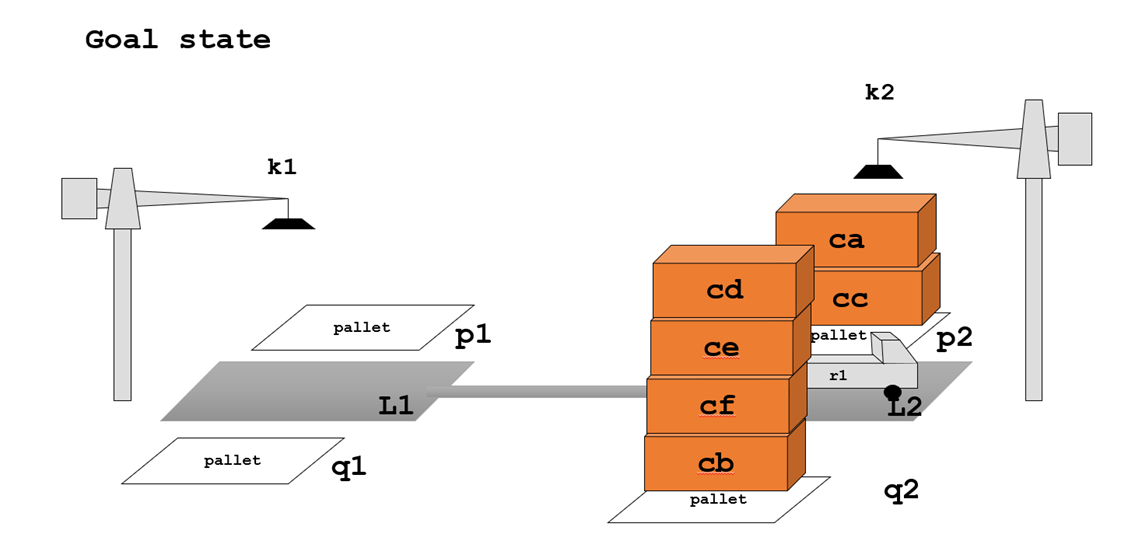 Goal state
k2
k1
ca
cd
cc
pallet
p1
pallet
p2
ce
r1
L1
cf
L2
pallet
q1
cb
pallet
q2